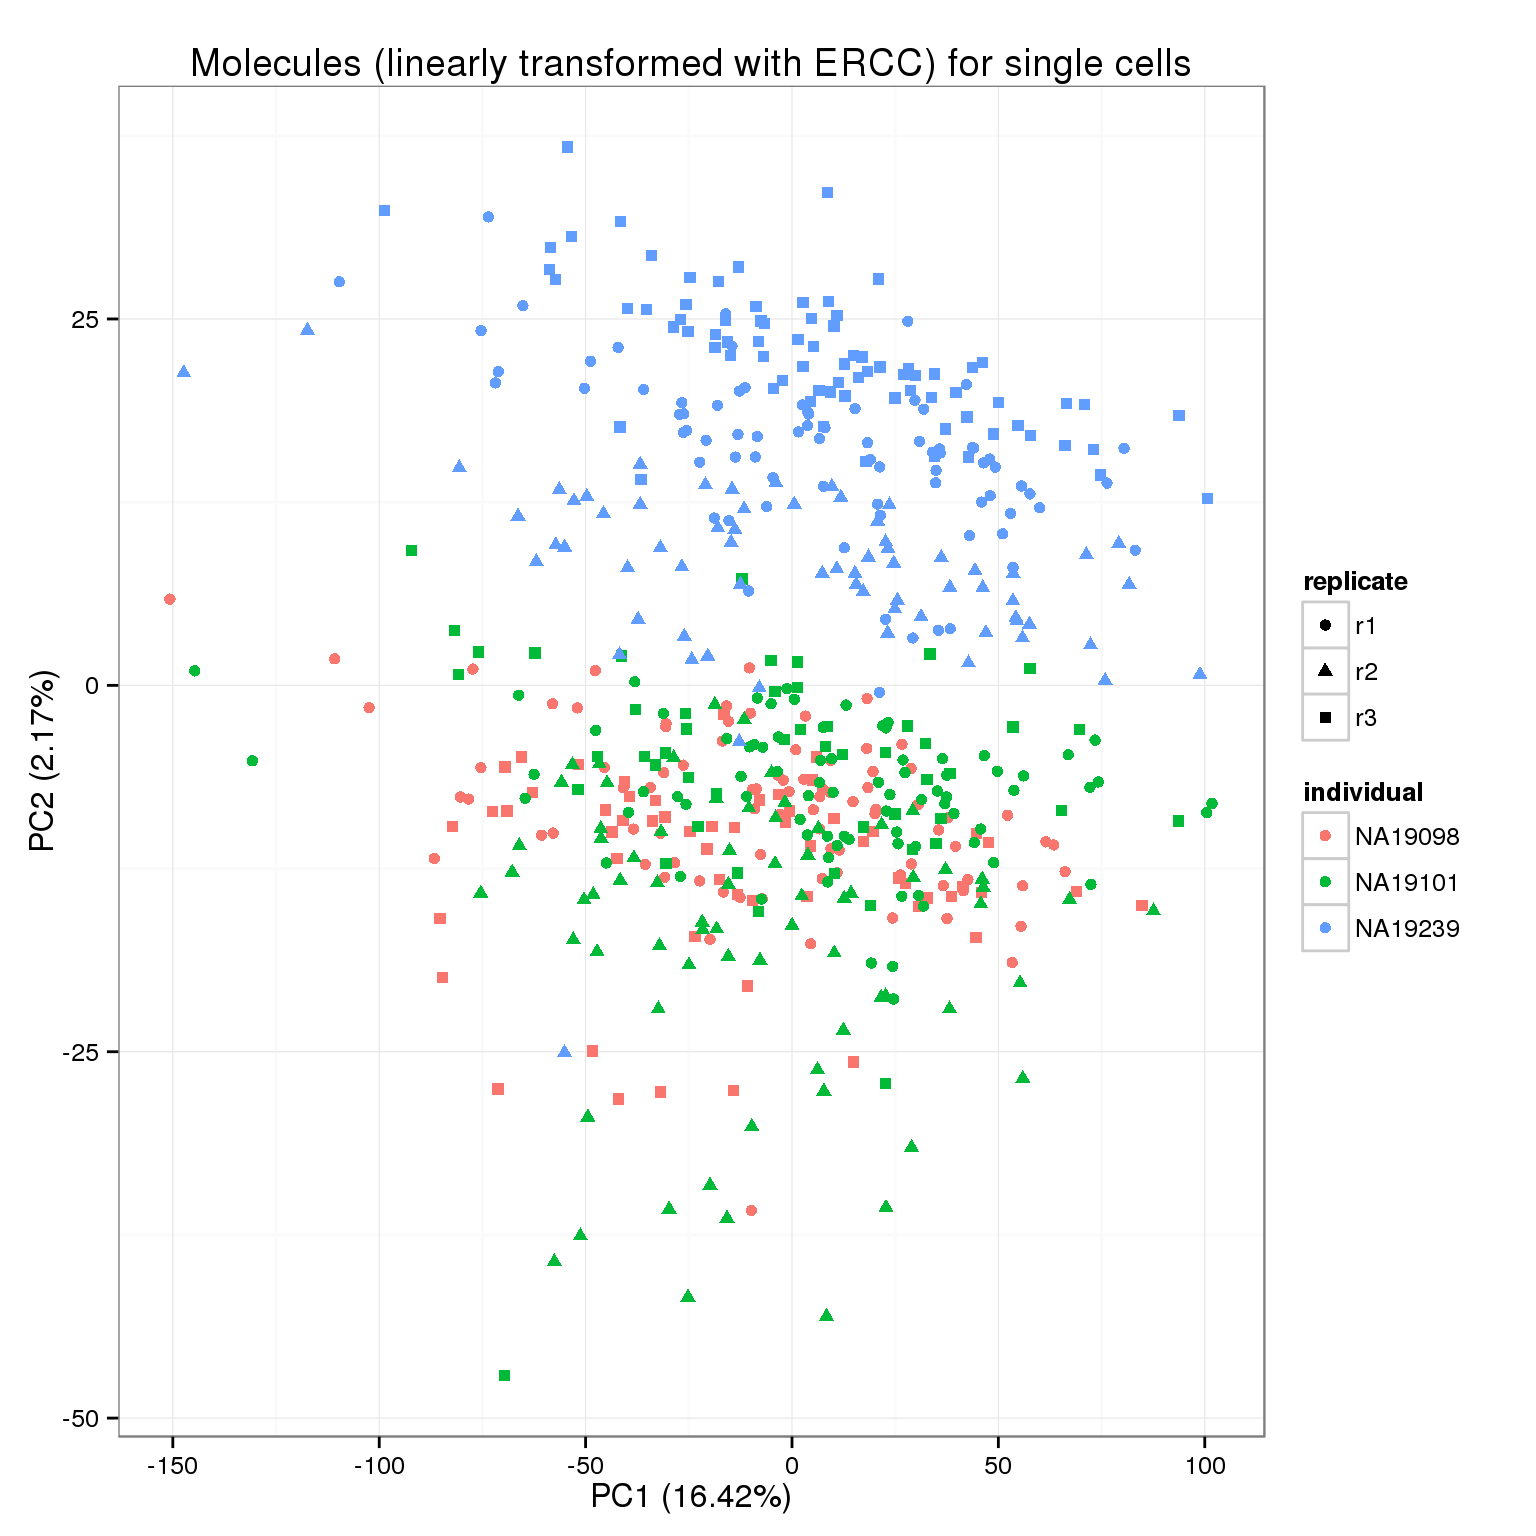 Molecules (linearly transformed with ERCC) for single cells
25
0
-25
-50
PC2 (2.17%)
-150
-100
-50
0
50
100
PC1 (16.42%)
replicate
r1
r2
r3
individual
NA19098
NA19101
NA19239